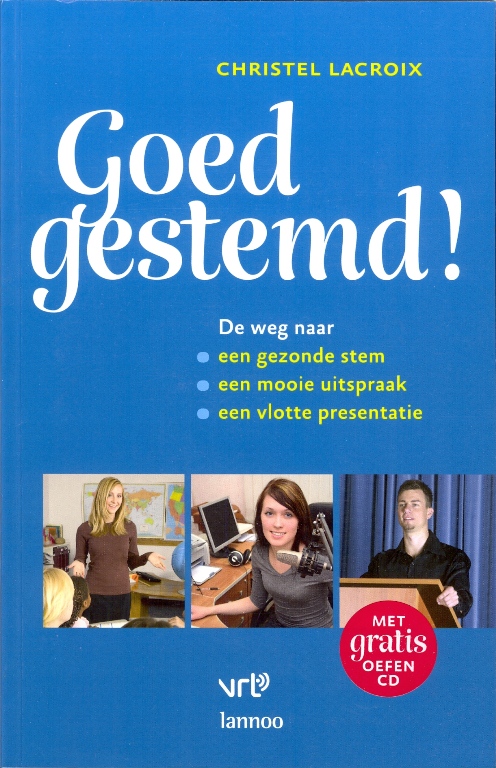 CHRISTEL LACROIX
Goed
gestemd!
De weg naar
een gezonde stem
een mooie uitspraak
een vlotte presentatie
MET
gratis
OEFEN
CD
vrt
lannoo